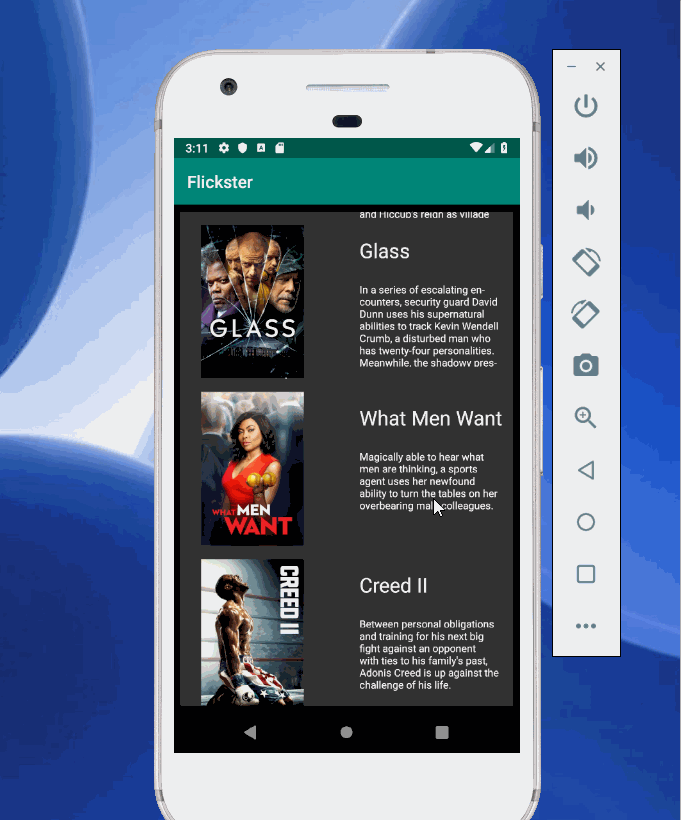 3:11
Flickster
and Hiccup's reign as village
GLASS
Glass
In a series of escalating en-
counters, security guard David
Dunn uses his supernatural
abilities to track Kevin Wendell
Crumb, a disturbed man who
has twenty-four personalities.
Meanwhile, the shadowy pres-
WHAT MEN
WANT
What Men Want
Magically able to hear what
men are thinking, a sports
agent uses her newfound
ability to turn the tables on her
overbearing male colleagues.
CREED II
Creed II
Between personal obligations
and training for his next big
fight against an opponent
with ties to his family's past,
Adonis Creed is up against the
challenge of his life.